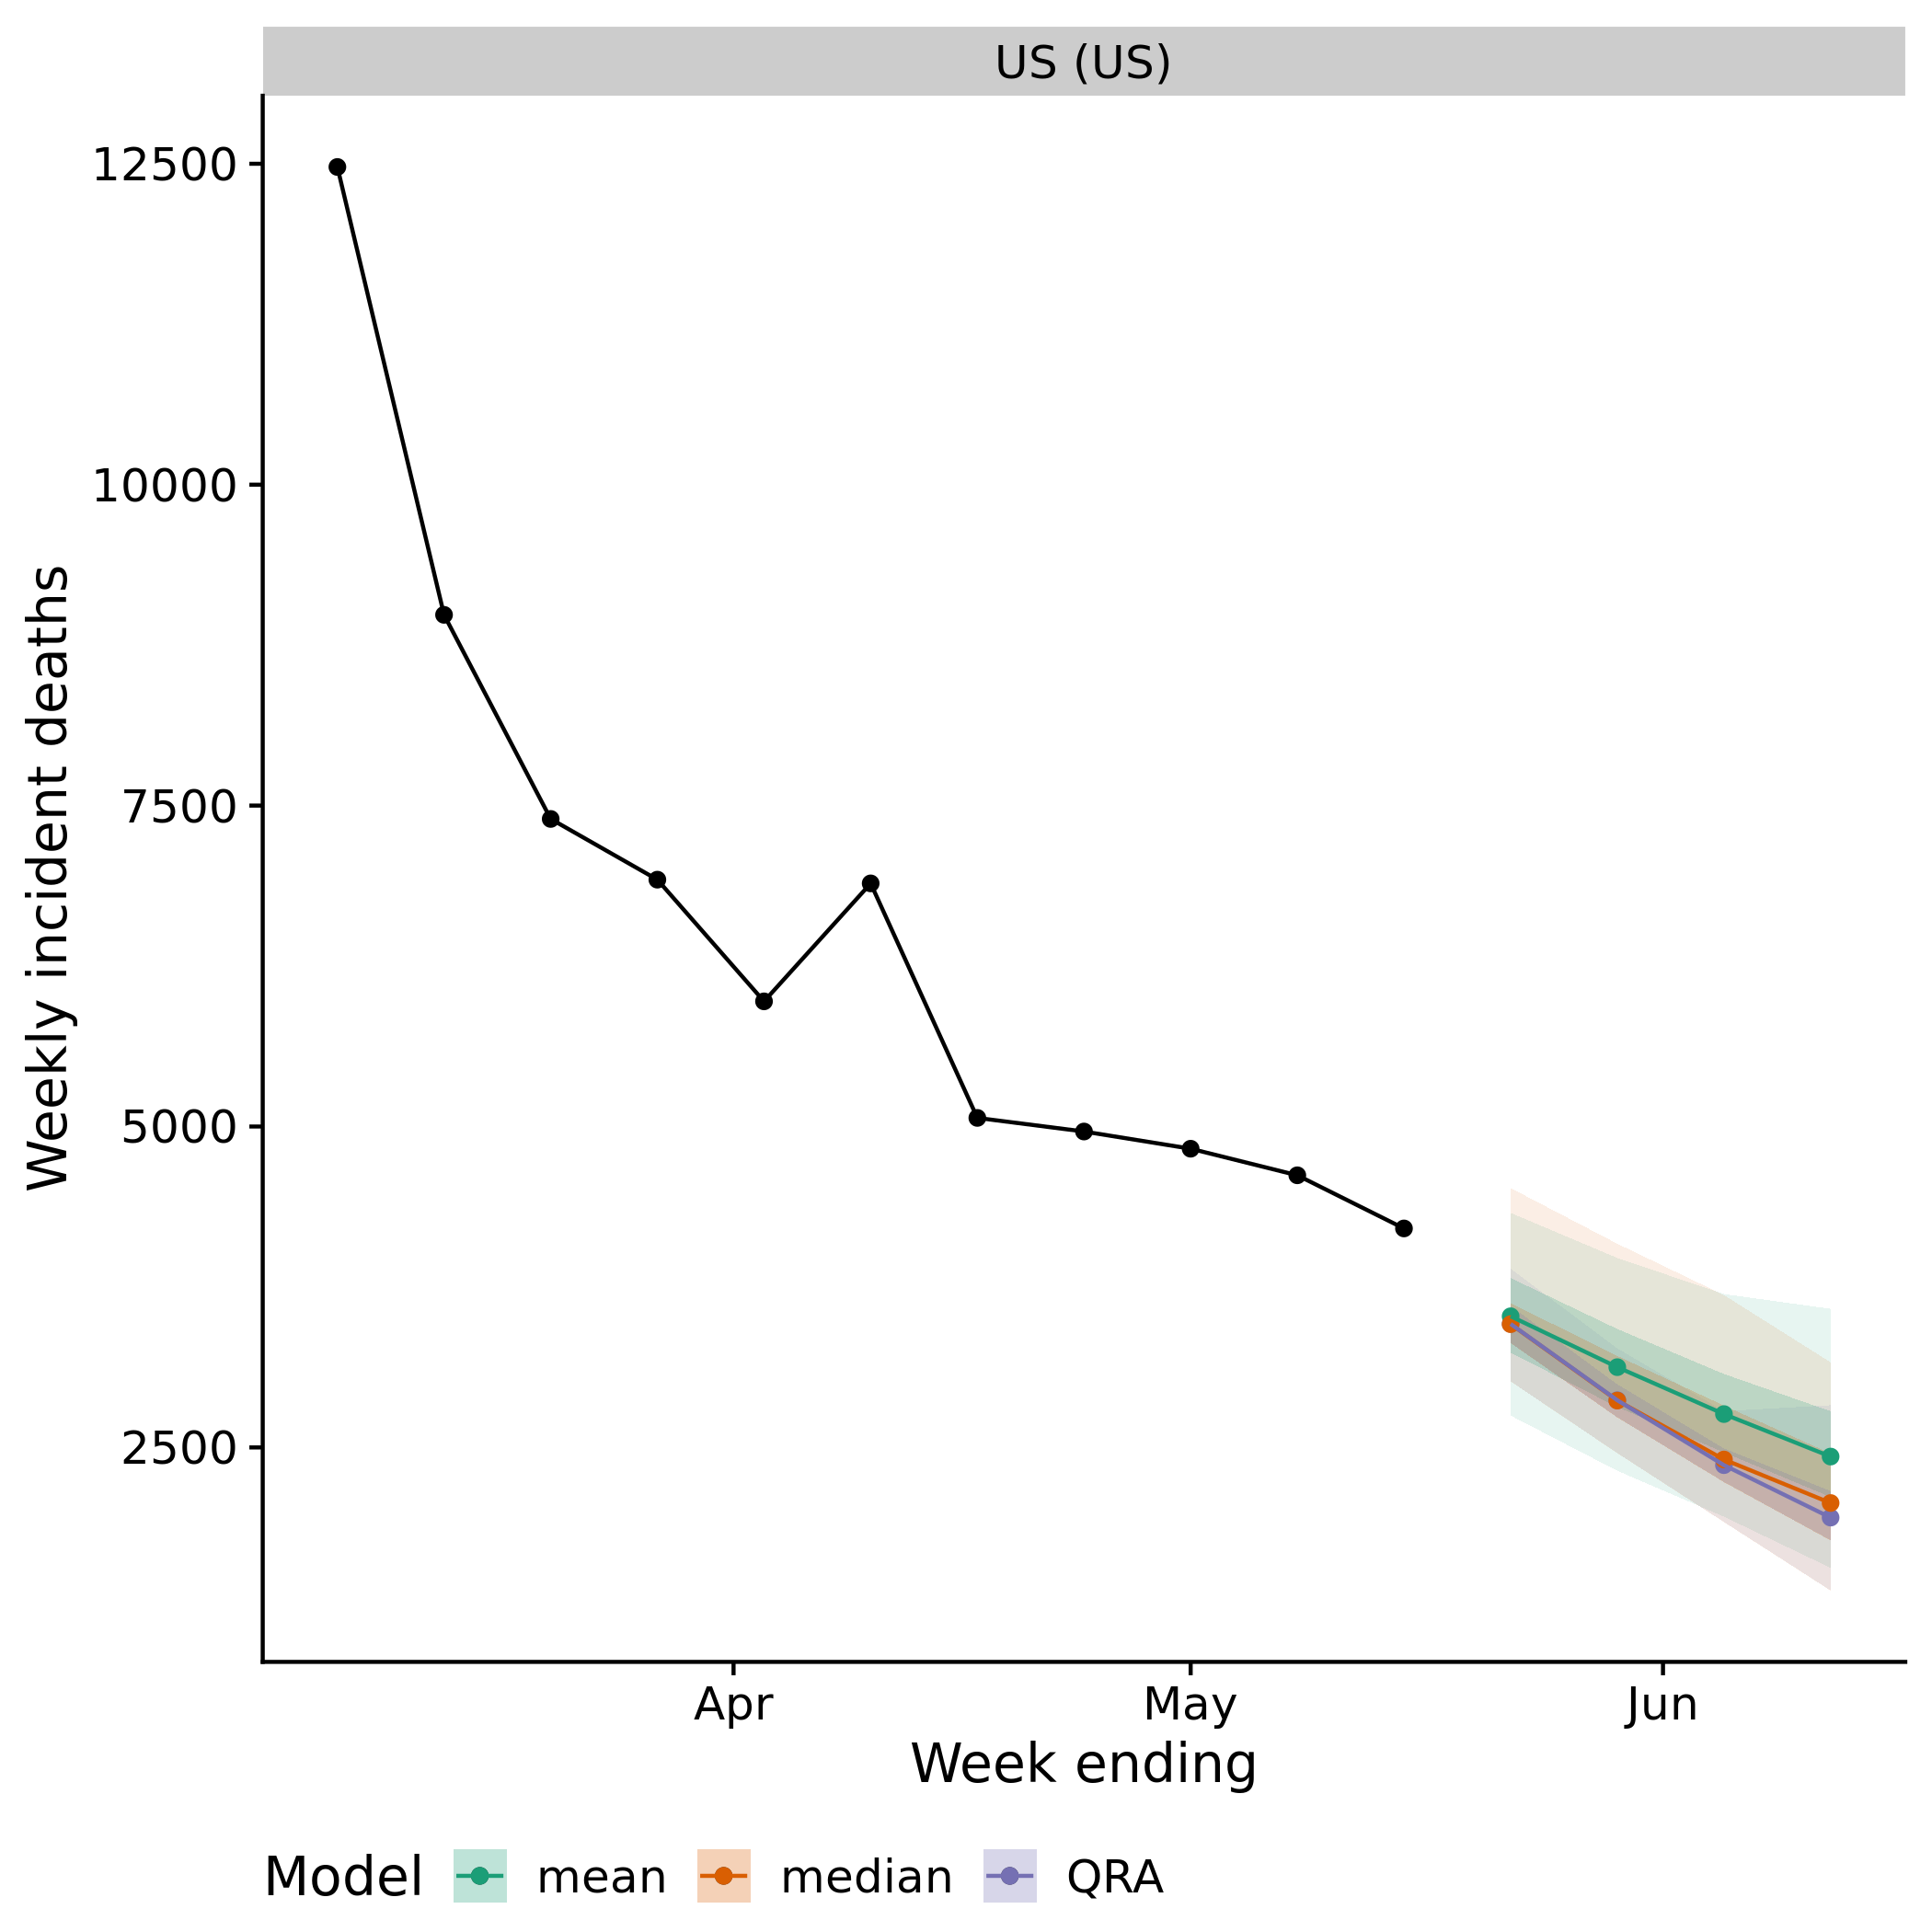 US (US)
12500
10000
7500
5000
2500
Weekly incident deaths
Apr May Jun
Week ending
Model mean median QRA